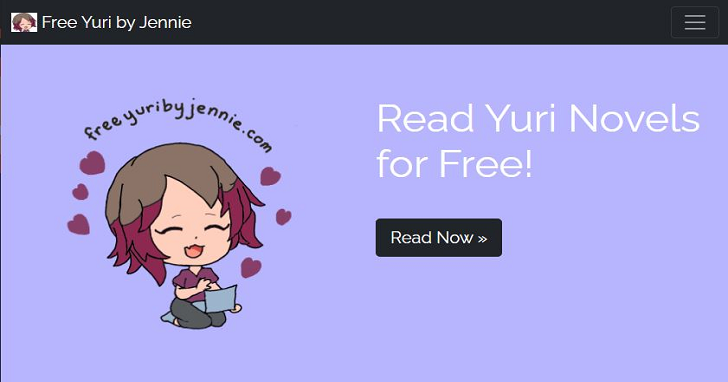 Free Yuri by Jennie
freeyuribyjennie.com
Read Yuri Novels
for Free!
Read Now »